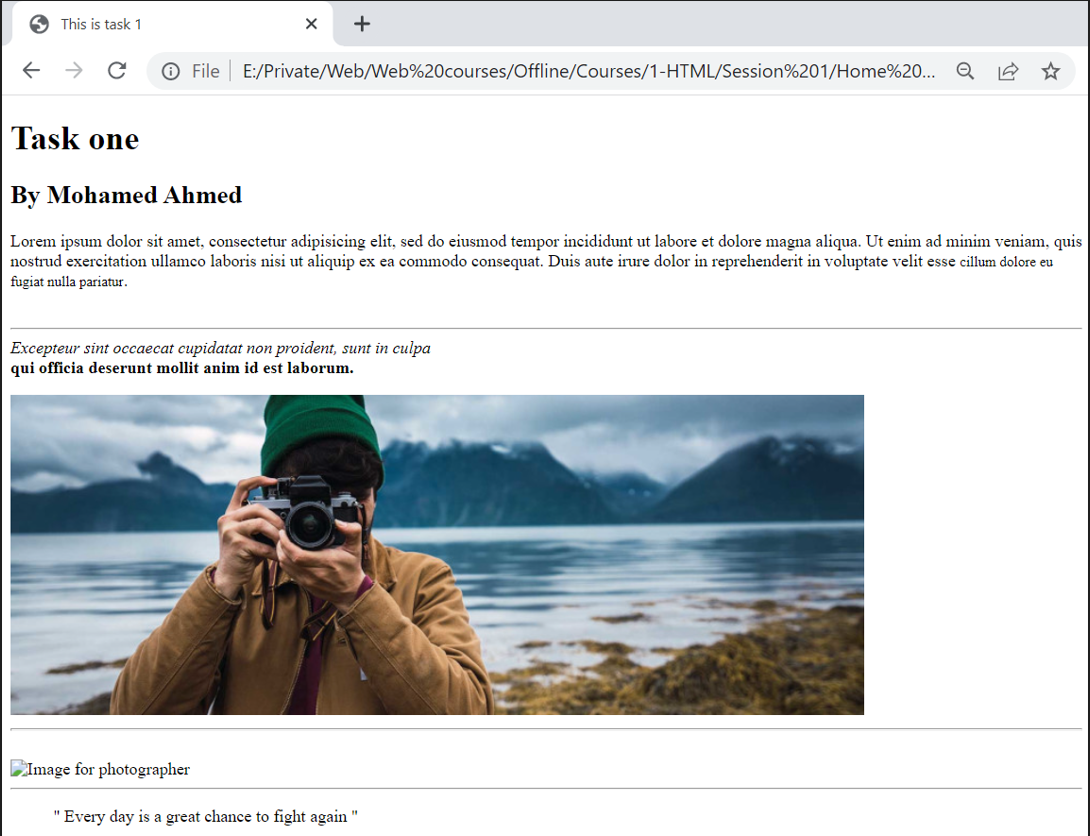 This is task 1
File
E:/Private/Web/Web%20courses/Offline/Courses/1-HTML/Session%201/Home%20...
Task one
By Mohamed Ahmed
Lorem ipsum dolor sit amet, consectetur adipisicing elit, sed do eiusmod tempor incididunt ut labore et dolore magna aliqua. Ut enim ad minim veniam, quis
nostrud exercitation ullamco laboris nisi ut aliquip ex ea commodo consequat. Duis aute irure dolor in reprehenderit in voluptate velit esse cillum dolore eu
fugiat nulla pariatur.
Excepteur sint occaecat cupidatat non proident, sunt in culpa
qui officia deserunt mollit anim id est laborum.
Image for photographer
" Every day is a great chance to fight again "